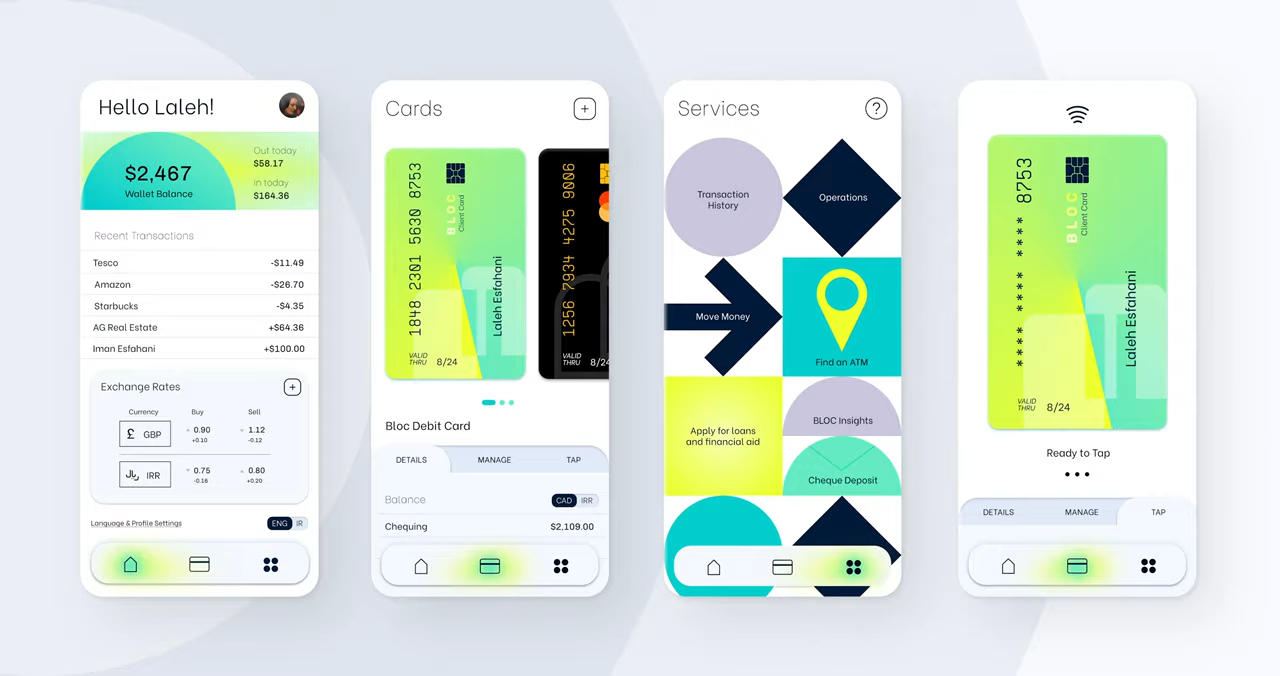 Hello Laleh!
$2,467
Wallet Balance
Out today
$58.17
in today
$164.36
Recent Transactions
Tesco -$11.49
Amazon -$26.70
Starbucks -$4.35
AG Real Estate +$64.36
Iman Esfahani +$100.00
Exchange Rates +
Currency Buy Sell
£ GBP 0.90 1.12
+0.10 -0.12
﷼ IRR 0.75 0.80
-0.16 +0.20
Language & Profile Settings ENG IR
Cards +
1848 2301 5630 8753
BLOC
Client Card
Laleh Esfahani
VALID
THRU 8/24
1256 7934 4275 9006
VALID
THRU 8/24
Bloc Debit Card
DETAILS MANAGE TAP
Balance CAD IRR
Chequing $2,109.00
Services ?
Transaction
History
Operations
Move Money
Find an ATM
Apply for loans
and financial aid
BLOC Insights
Cheque Deposit
**** **** **** 8753
BLOC
Client Card
Laleh Esfahani
VALID
THRU 8/24
Ready to Tap
DETAILS MANAGE TAP